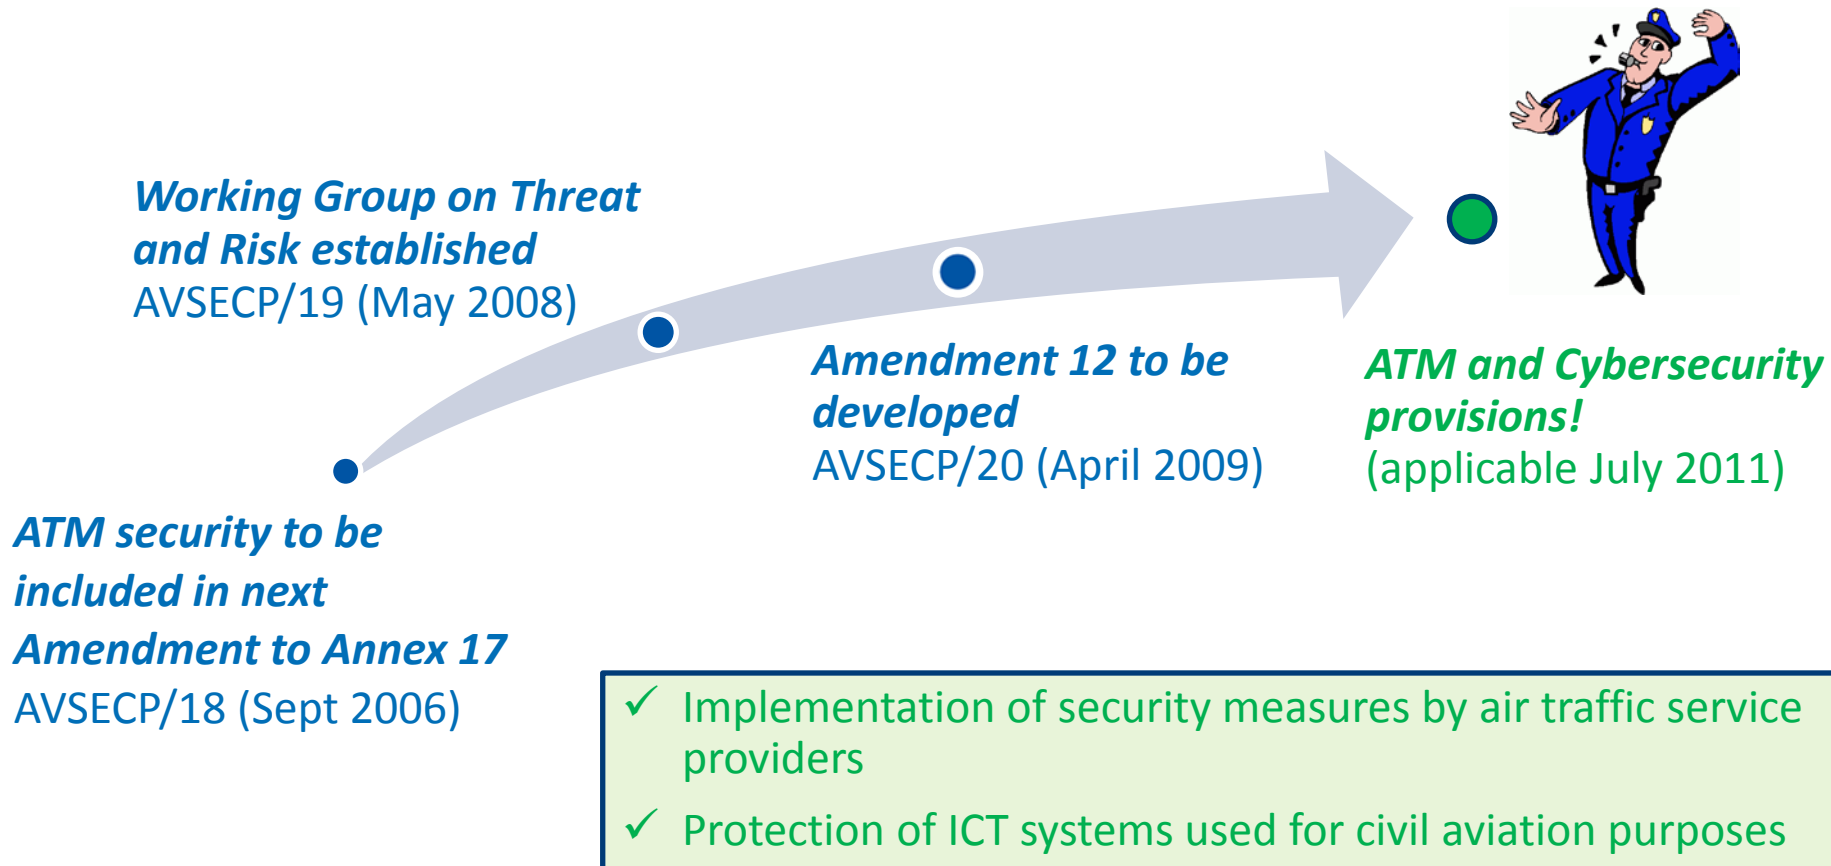 Working Group on Threat
and Risk established
AVSECP/19 (May 2008)
Amendment 12 to be
developed
AVSECP/20 (April 2009)
ATM and Cybersecurity
provisions!
(applicable July 2011)
ATM security to be
included in next
Amendment to Annex 17
AVSECP/18 (Sept 2006)
✓ Implementation of security measures by air traffic service
providers
✓ Protection of ICT systems used for civil aviation purposes